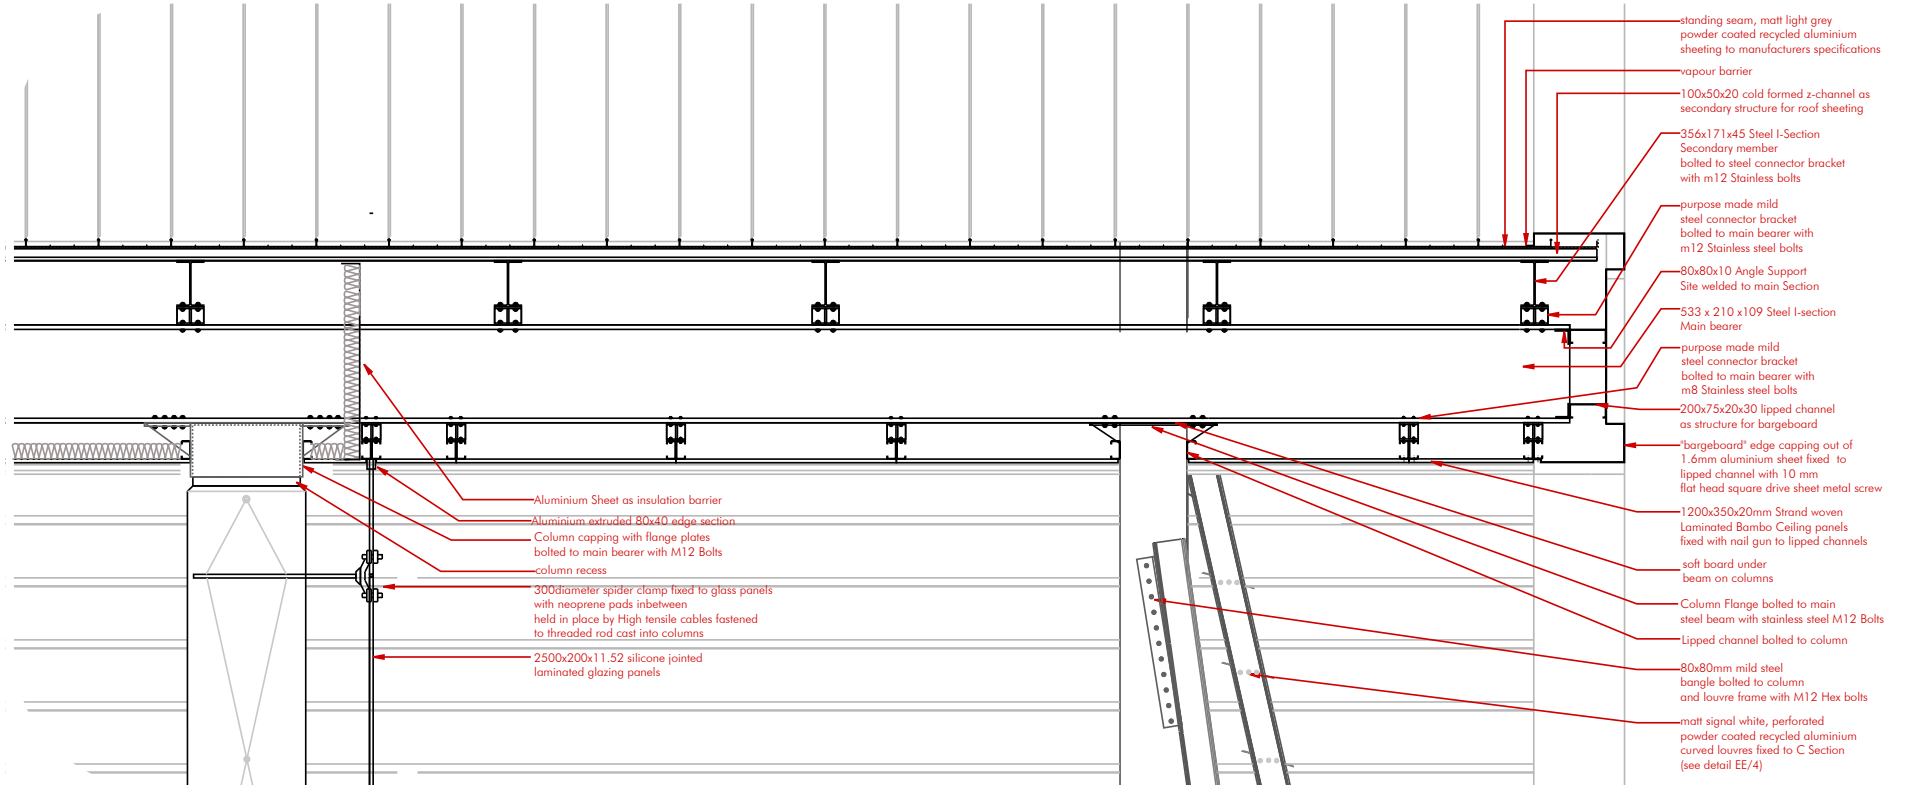 standing seam, matt light grey
powder coated recycled aluminium
sheeting to manufacturers specifications
vapour barrier
100x50x20 cold formed z-channel as
secondary structure for roof sheeting
356x171x45 Steel I-Section
Secondary member
bolted to steel connector bracket
with m12 Stainless bolts
purpose made mild
steel connector bracket
bolted to main bearer with
m12 Stainless steel bolts
80x80x10 Angle Support
Site welded to main Section
533 x 210 x109 Steel I-section
Main bearer
purpose made mild
steel connector bracket
bolted to main bearer with
m8 Stainless steel bolts
200x75x20x30 lipped channel
as structure for bargeboard
"bargeboard" edge capping out of
1.6mm aluminium sheet fixed to
lipped channel with 10 mm
flat head square drive sheet metal screw
1200x350x20mm Strand woven
Laminated Bambo Ceiling panels
fixed with nail gun to lipped channels
soft board under
beam on columns
Column Flange bolted to main
steel beam with stainless steel M12 Bolts
Lipped channel bolted to column
80x80mm mild steel
bangle bolted to column
and louvre frame with M12 Hex bolts
matt signal white, perforated
powder coated recycled aluminium
curved louvres fixed to C Section
(see detail EE/4)
Aluminium Sheet as insulation barrier
Aluminium extruded 80x40 edge section
Column capping with flange plates
bolted to main bearer with M12 Bolts
column recess
300diameter spider clamp fixed to glass panels
with neoprene pads inbetween
held in place by High tensile cables fastened
to threaded rod cast into columns
2500x200x11.52 silicone jointed
laminated glazing panels